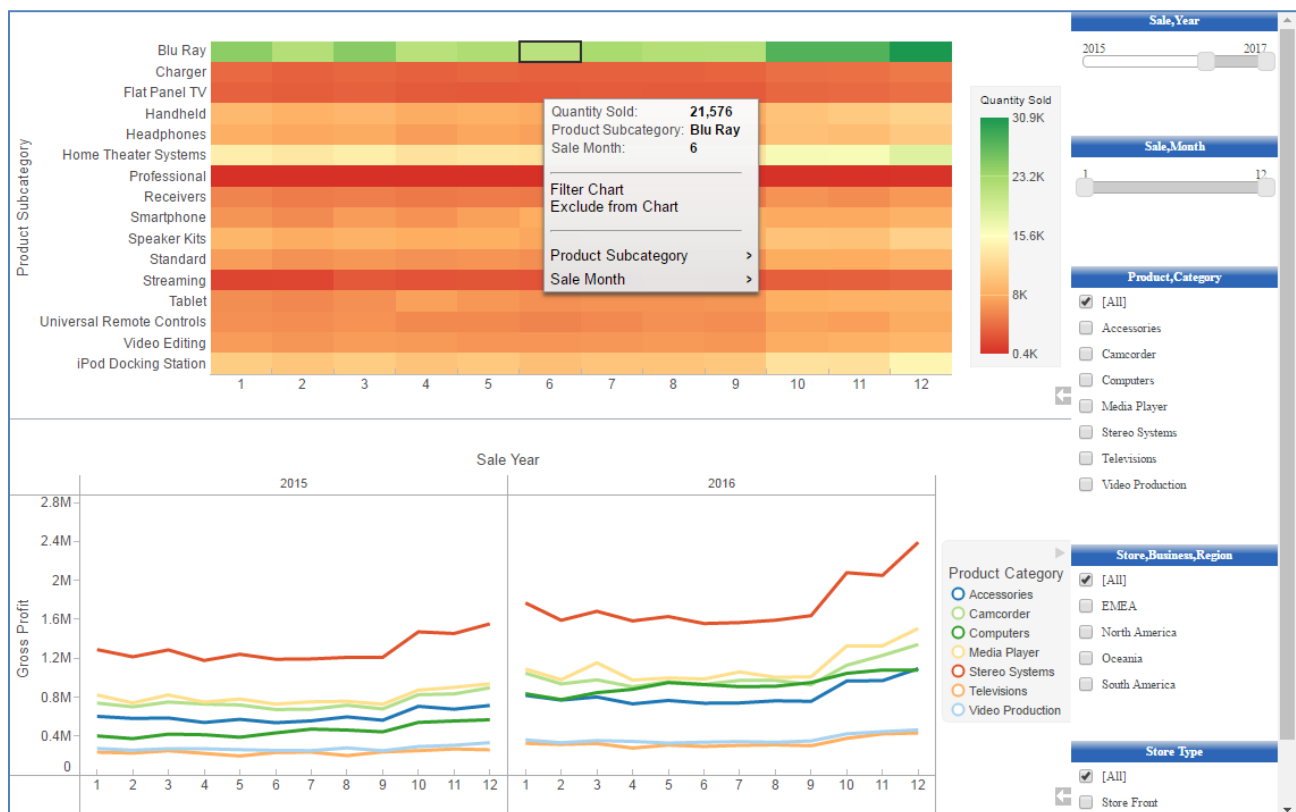 Product Subcategory
Blu Ray
Charger
Flat Panel TV
Handheld
Headphones
Home Theater Systems
Professional
Receivers
Smartphone
Speaker Kits
Standard
Streaming
Tablet
Universal Remote Controls
Video Editing
iPod Docking Station
1 2 3 4 5 6 7 8 9 10 11 12
Quantity Sold: 21,576
Product Subcategory: Blu Ray
Sale Month: 6
Filter Chart
Exclude from Chart
Product Subcategory >
Sale Month >
Quantity Sold
30.9K
23.2K
15.6K
8K
0.4K
Sale Year
2015 2016
Gross Profit
2.8M
2.4M
2M
1.6M
1.2M
0.8M
0.4M
0
1 2 3 4 5 6 7 8 9 10 11 12 1 2 3 4 5 6 7 8 9 10 11 12
Product Category
Accessories
Camcorder
Computers
Media Player
Stereo Systems
Televisions
Video Production
Sale,Year
2015 2017
Sale,Month
1 12
Product,Category
[All]
Accessories
Camcorder
Computers
Media Player
Stereo Systems
Televisions
Video Production
Store,Business,Region
[All]
EMEA
North America
Oceania
South America
Store Type
[All]
Store Front